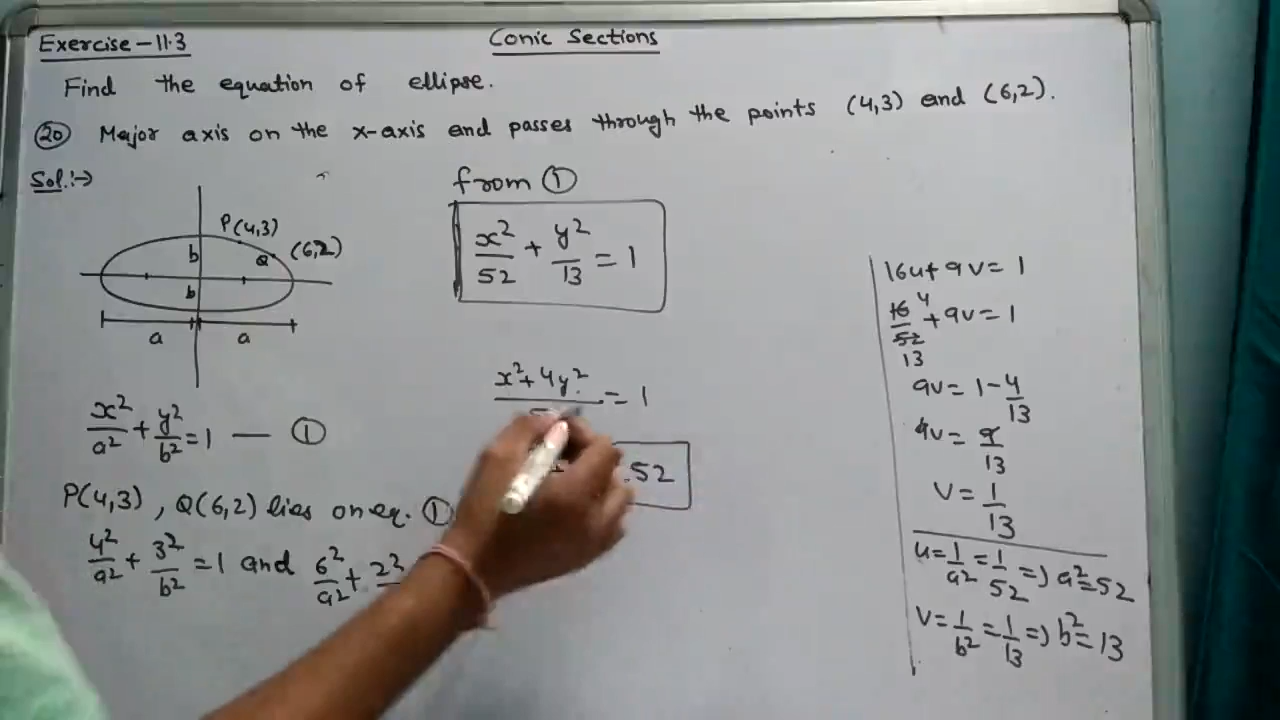 Exercise-11.3
Conic Sections
Find the equation of ellipse.
20 Major axis on the x-axis and passes through the points (4,3) and (6,2).
Sol:→
P(4,3)
Q (6,2)
b
b
a a
x²/a² + y²/b² = 1 — ①
P(4,3), Q(6,2) lies on eq. ①
4²/a² + 3²/b² = 1 and 6²/a² + 2²
from ①
x²/52 + y²/13 = 1
x²+4y² = 1
52
16u+9v=1
16/52 4/13 + 9v = 1
9v = 1 - 4/13
9v = 9/13
v = 1/13
u = 1/a² = 1/52 => a² = 52
v = 1/b² = 1/13 => b² = 13